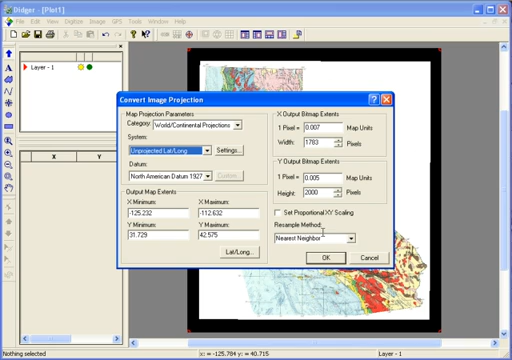 Didger - [Plot1]
File Edit View Digitize Image GPS Tools Window Help
Layer - 1
X Y
Convert Image Projection
Map Projection Parameters
Category: World/Continental Projections
System:
Unprojected Lat/Long Settings...
Datum:
North American Datum 1927 Custom...
Output Map Extents
X Minimum X Maximum
-125.232 -112.632
Y Minimum Y Maximum
31.729 42.575
Lat/Long...
X Output Bitmap Extents
1 Pixel = 0.007 Map Units
Width: 1783 Pixels
Y Output Bitmap Extents
1 Pixel = 0.005 Map Units
Height: 2000 Pixels
Set Proportional XY Scaling
Resample Method:
Nearest Neighbor
OK Cancel
Nothing selected x: = -125.784 y: = 40.715 Layer - 1